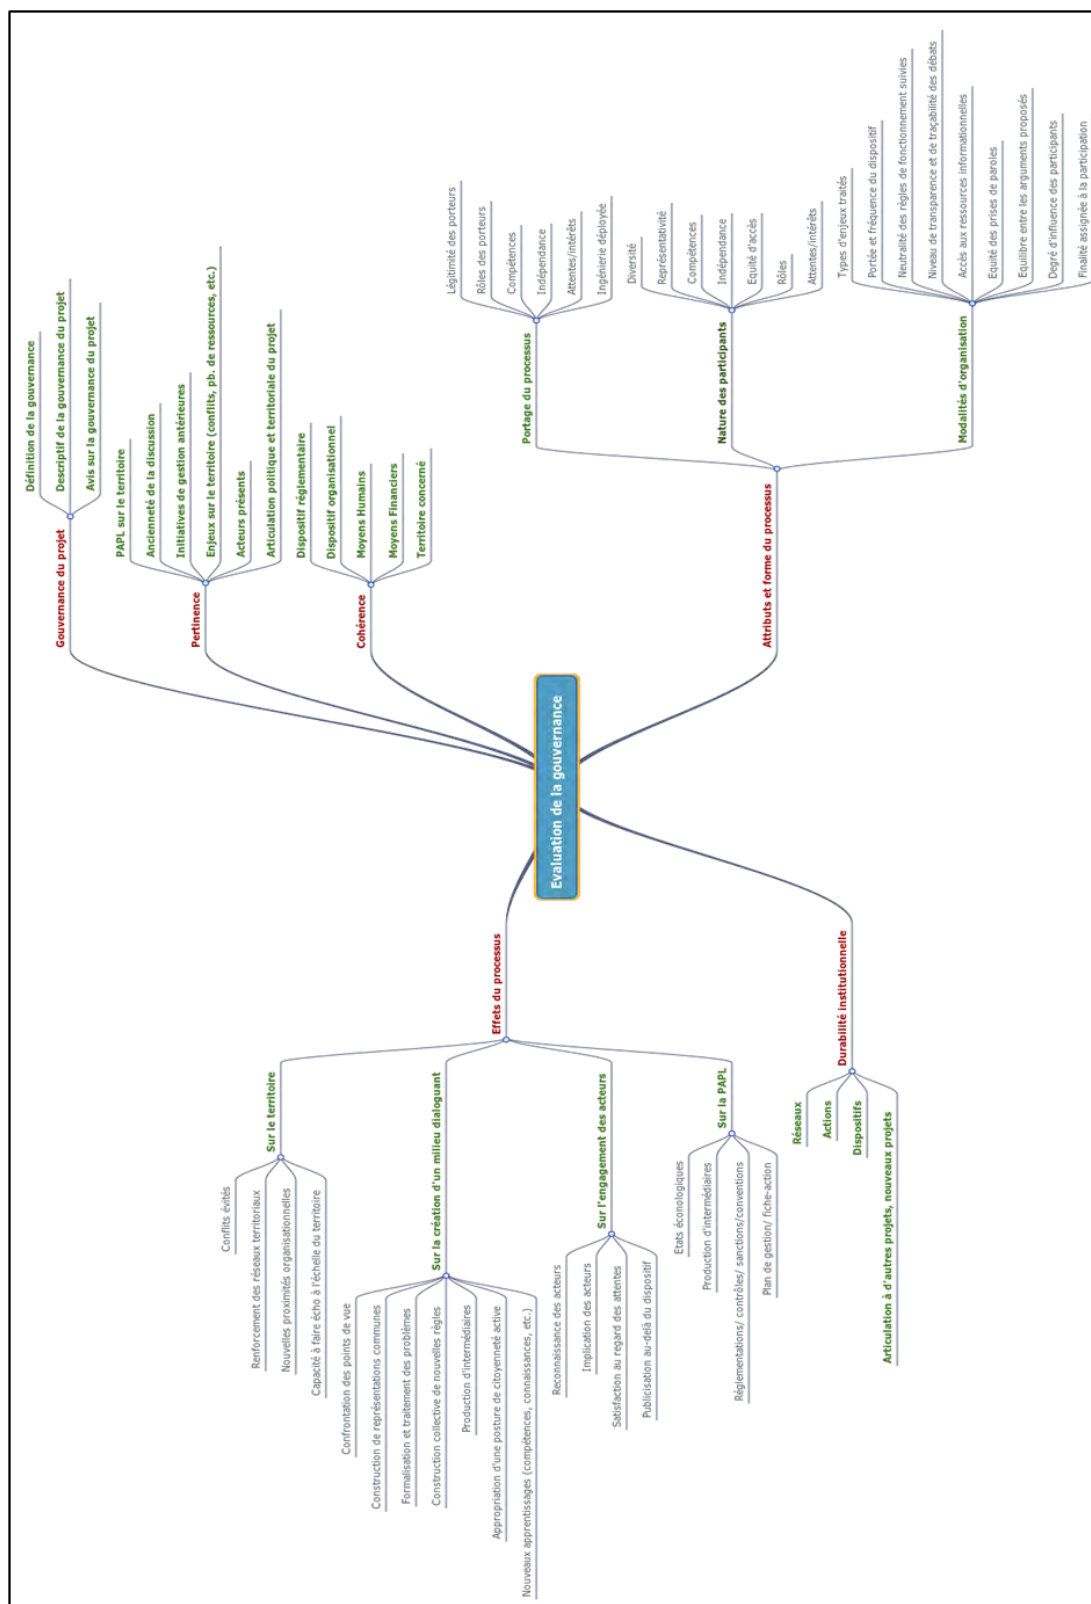 Evaluation de la gouvernance
Gouvernance du projet
Définition de la gouvernance
Descriptif de la gouvernance du projet
Avis sur la gouvernance du projet
Pertinence
PAPL sur le territoire
Ancienneté de la discussion
Initiatives de gestion antérieures
Enjeux sur le territoire (conflits, pb. de ressources, etc.)
Acteurs présents
Articulation politique et territoriale du projet
Cohérence
Dispositif réglementaire
Dispositif organisationnel
Moyens Humains
Moyens Financiers
Territoire concerné
Attributs et forme du processus
Portage du processus
Légitimité des porteurs
Rôles des porteurs
Compétences
Indépendance
Attentes/intérêts
Ingénierie déployée
Nature des participants
Diversité
Représentativité
Compétences
Indépendance
Equité d'accès
Rôles
Attentes/intérêts
Modalités d'organisation
Types d'enjeux traités
Portée et fréquence du dispositif
Neutralité des règles de fonctionnement suivies
Niveau de transparence et de traçabilité des débats
Accès aux ressources informationnelles
Equité des prises de paroles
Equilibre entre les arguments proposés
Degré d'influence des participants
Finalité assignée à la participation
Effets du processus
Sur le territoire
Conflits évités
Renforcement des réseaux territoriaux
Nouvelles proximités organisationnelles
Capacité à faire écho à l'échelle du territoire
Sur la création d'un milieu dialoguant
Confrontation des points de vue
Construction de représentations communes
Formalisation et traitement des problèmes
Construction collective de nouvelles règles
Production d'intermédiaires
Appropriation d'une posture de citoyenneté active
Nouveaux apprentissages (compétences, connaissances, etc.)
Sur l'engagement des acteurs
Reconnaissance des acteurs
Implication des acteurs
Satisfaction au regard des attentes
Publicisation au-delà du dispositif
Sur la PAPL
Etats éconologiques
Production d'intermédiaires
Réglementations/ contrôles/ sanctions/conventions
Plan de gestion/ fiche-action
Durabilité institutionnelle
Réseaux
Actions
Dispositifs
Articulation à d'autres projets, nouveaux projets